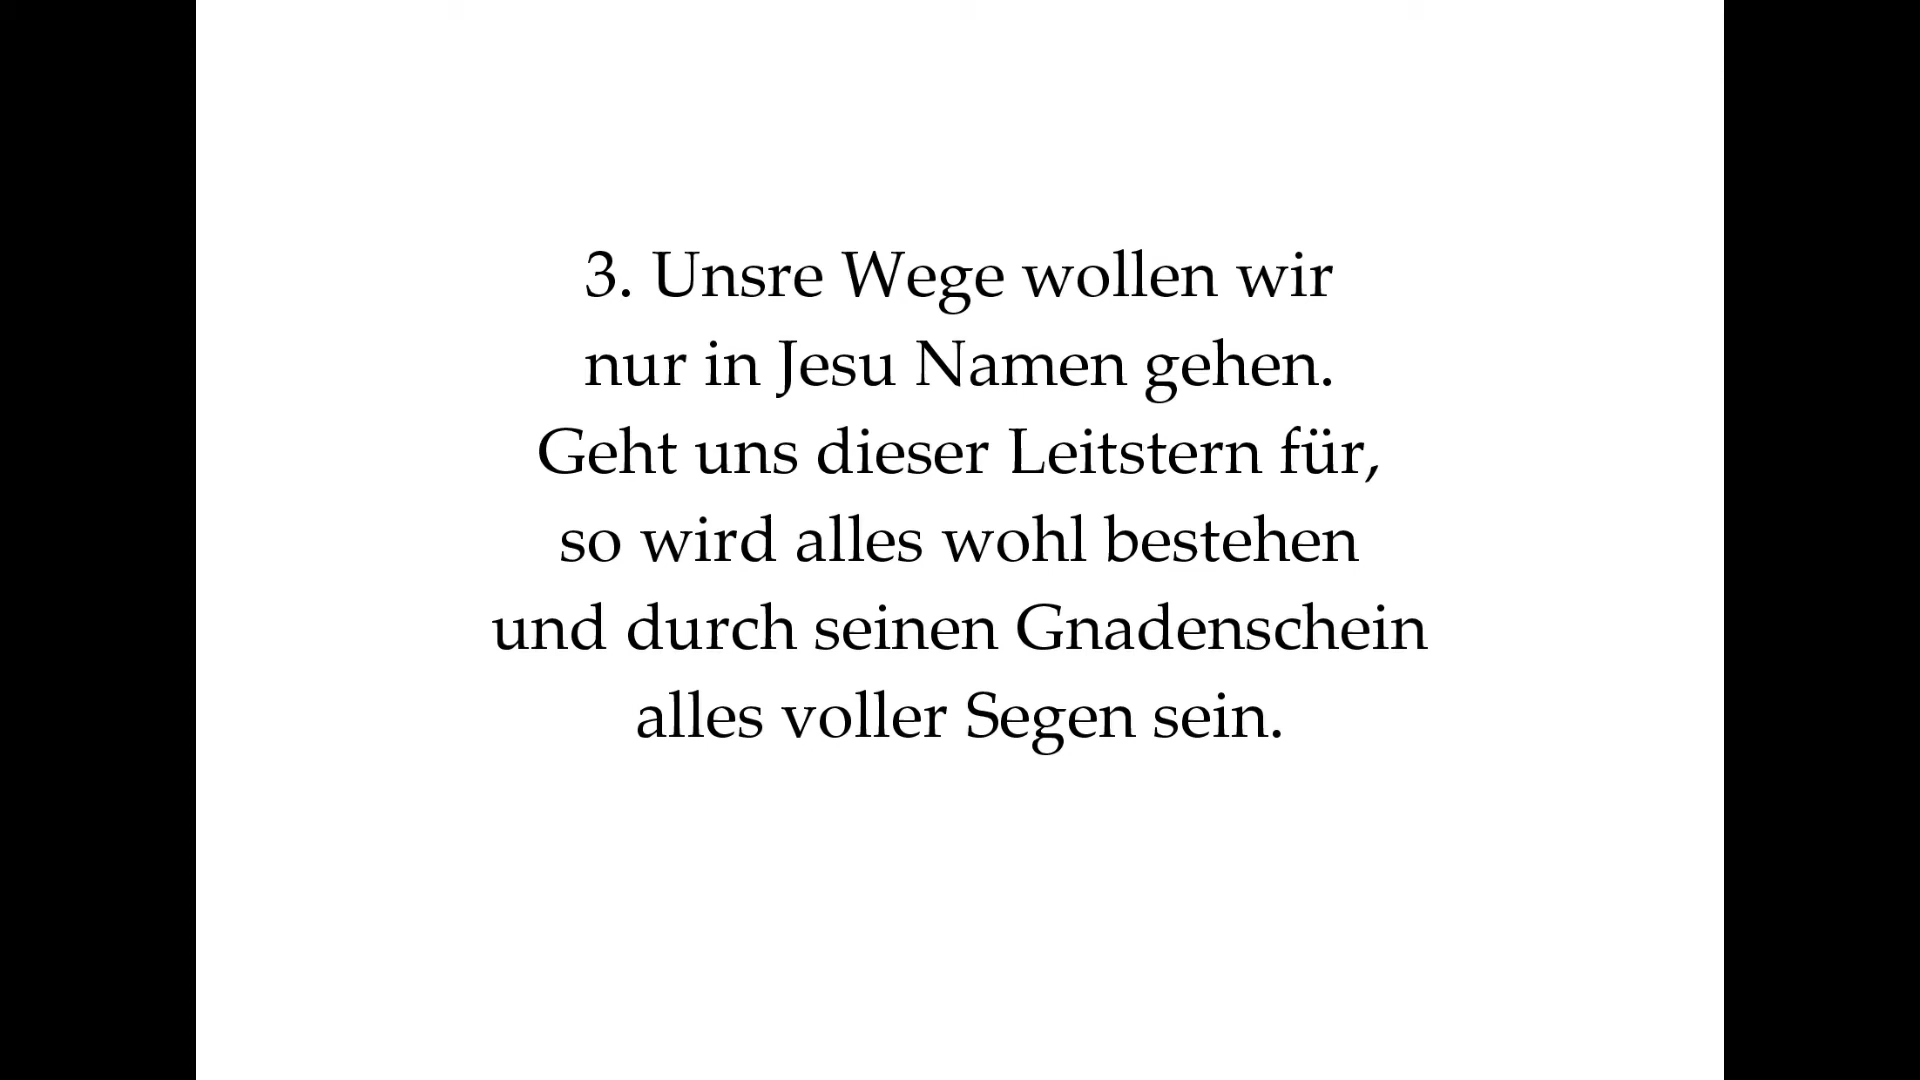 3. Unsre Wege wollen wir
nur in Jesu Namen gehen.
Geht uns dieser Leitstern für,
so wird alles wohl bestehen
und durch seinen Gnadenschein
alles voller Segen sein.